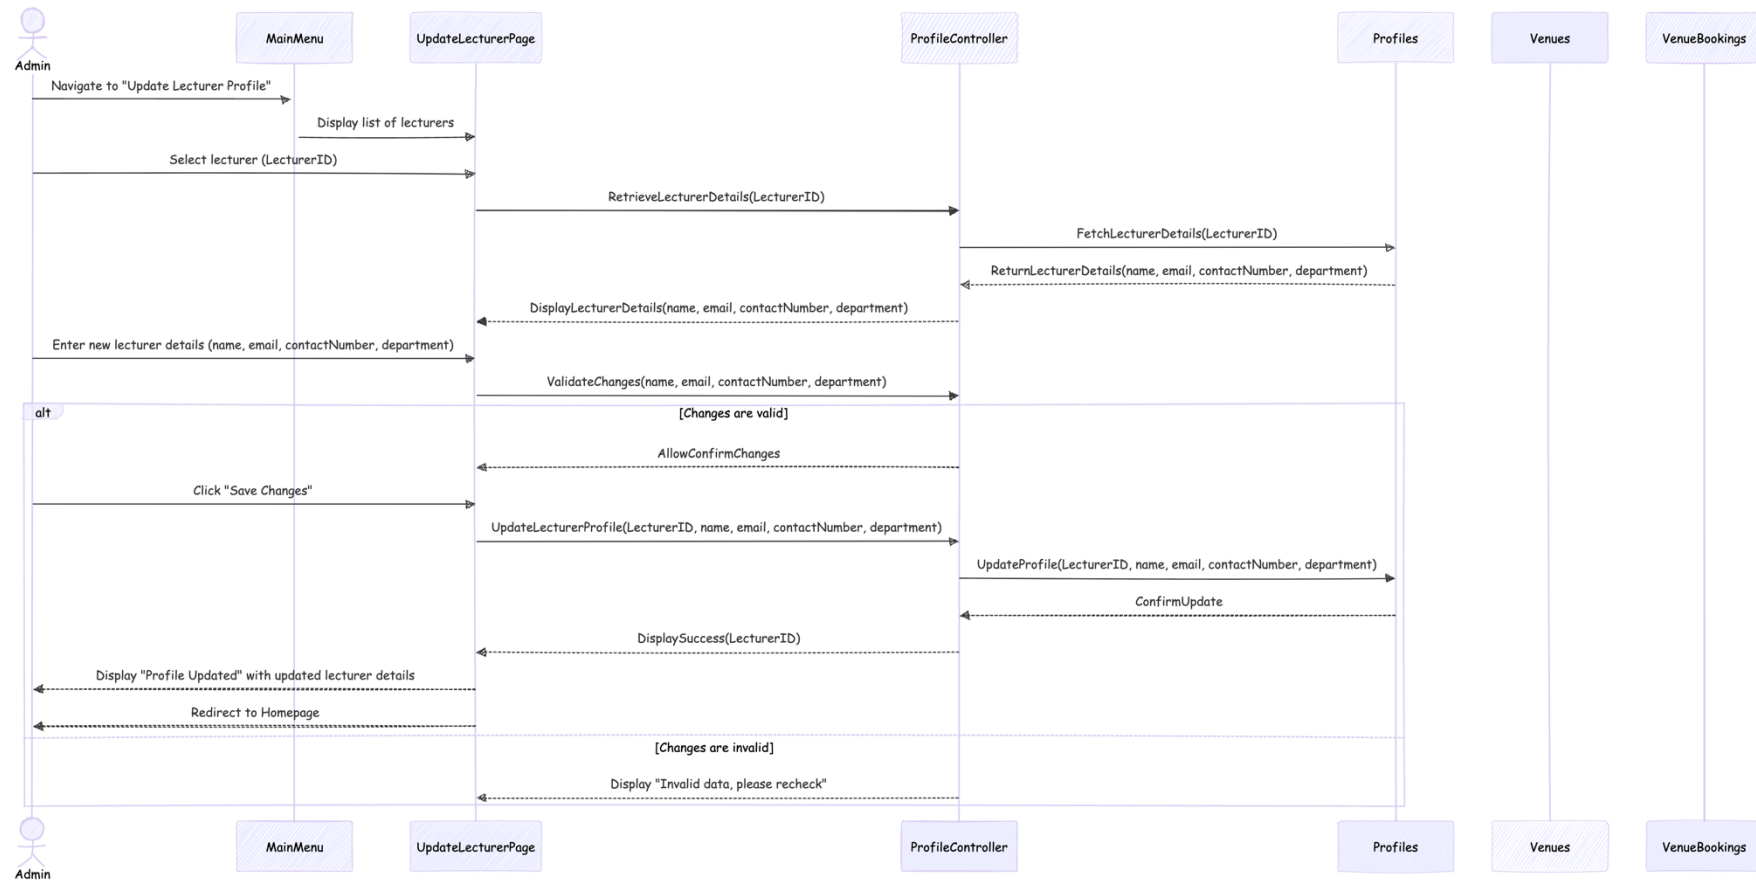 MainMenu
UpdateLecturerPage
ProfileController
Profiles
Venues
VenueBookings
Admin
Navigate to "Update Lecturer Profile"
Display list of lecturers
Select lecturer (LecturerID)
RetrieveLecturerDetails(LecturerID)
FetchLecturerDetails(LecturerID)
ReturnLecturerDetails(name, email, contactNumber, department)
DisplayLecturerDetails(name, email, contactNumber, department)
Enter new lecturer details (name, email, contactNumber, department)
ValidateChanges(name, email, contactNumber, department)
alt
[Changes are valid]
AllowConfirmChanges
Click "Save Changes"
UpdateLecturerProfile(LecturerID, name, email, contactNumber, department)
UpdateProfile(LecturerID, name, email, contactNumber, department)
ConfirmUpdate
DisplaySuccess(LecturerID)
Display "Profile Updated" with updated lecturer details
Redirect to Homepage
[Changes are invalid]
Display "Invalid data, please recheck"
MainMenu
UpdateLecturerPage
ProfileController
Profiles
Venues
VenueBookings
Admin